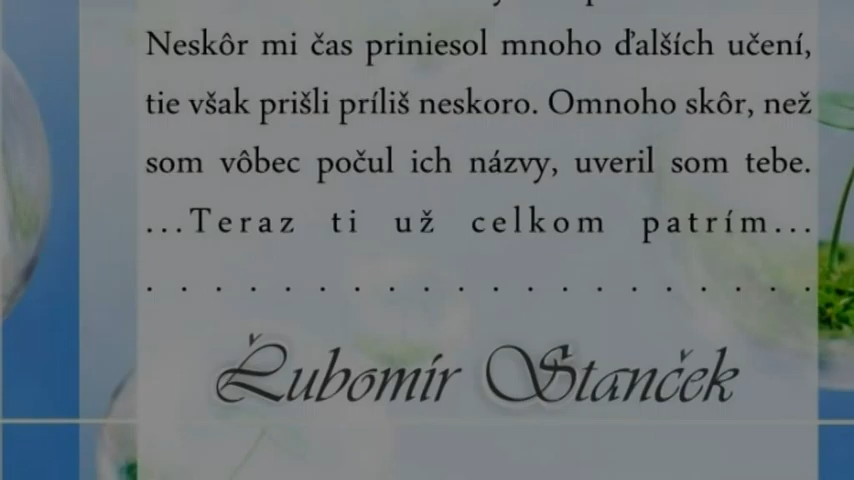 Neskôr mi čas priniesol mnoho ďalších učení,
tie však prišli príliš neskoro. Omnoho skôr, než
som vôbec počul ich názvy, uveril som tebe.
...Teraz ti už celkom patrím...
. . . . . . . . . . . . . . . . . . . .
Ľubomír Stanček